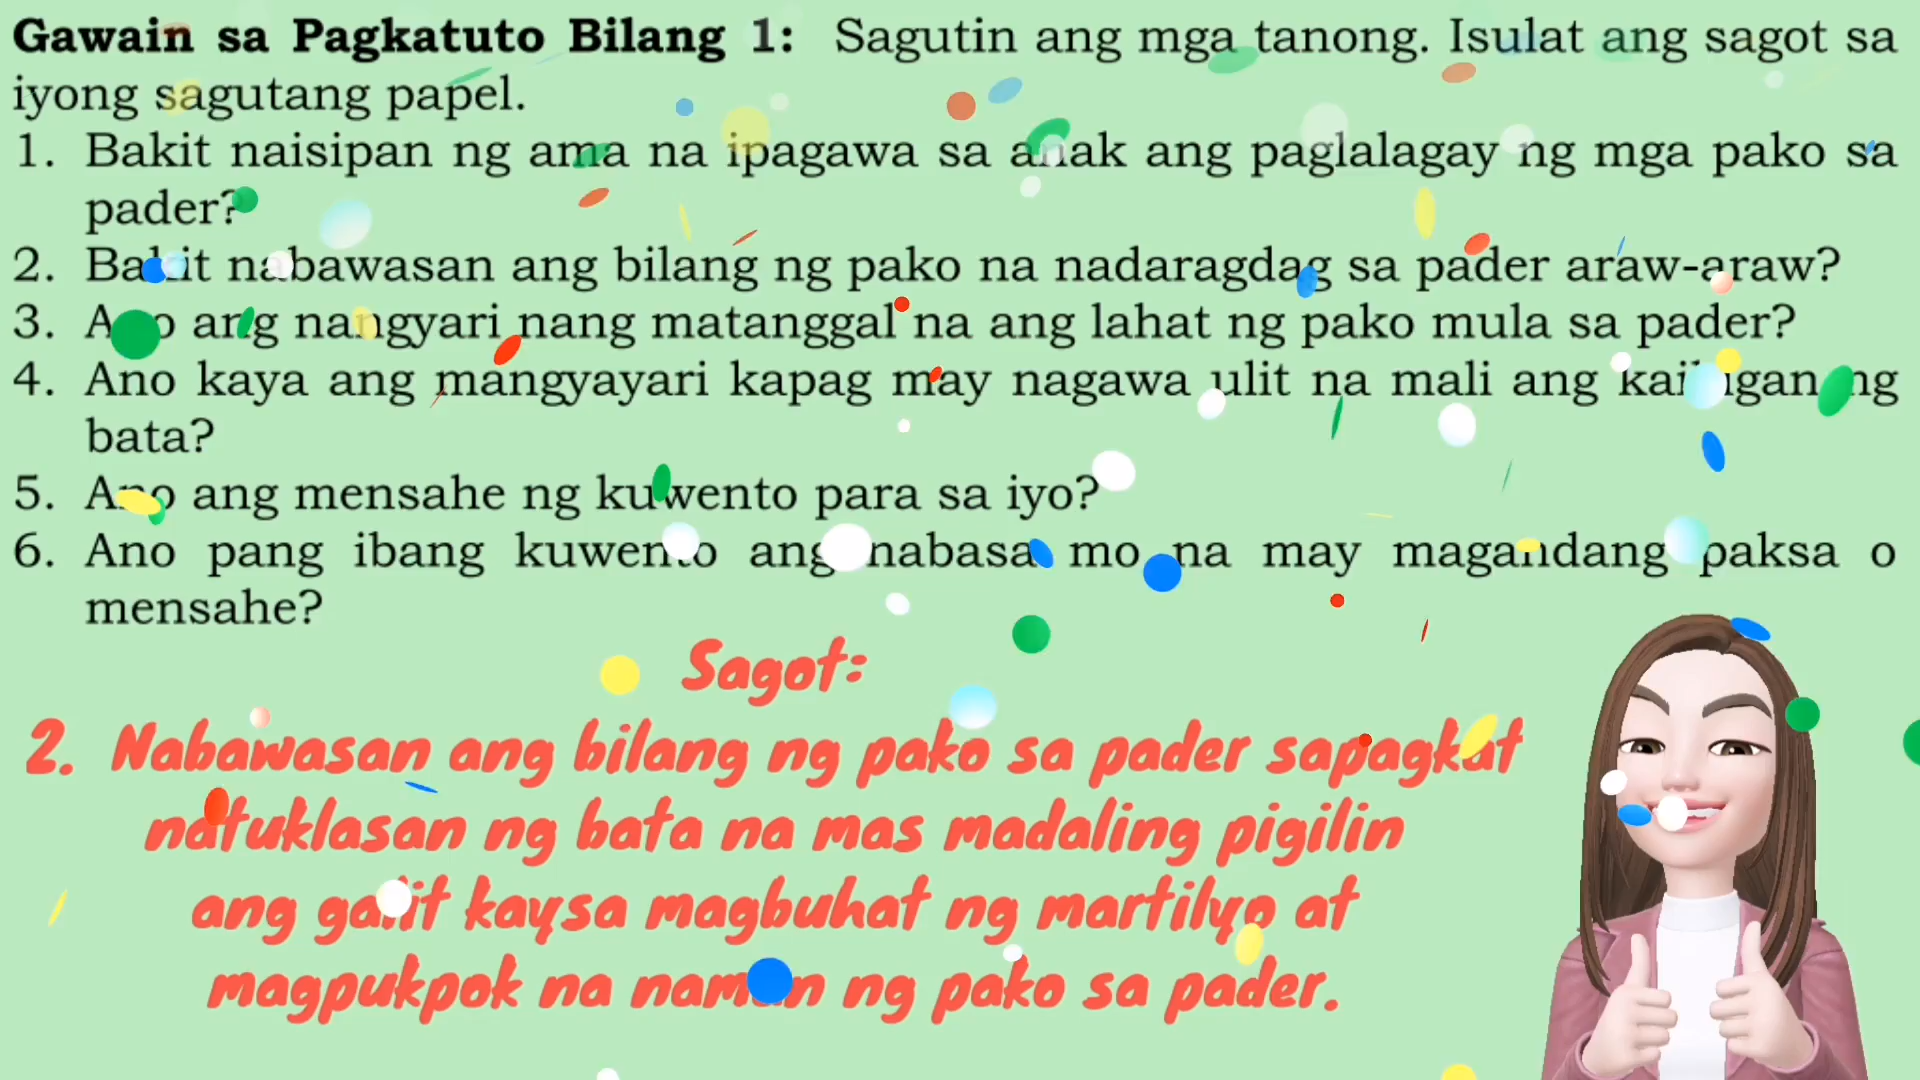 Gawain sa Pagkatuto Bilang 1: Sagutin ang mga tanong. Isulat ang sagot sa
iyong sagutang papel.
1. Bakit naisipan ng ama na ipagawa sa anak ang paglalagay ng mga pako sa
pader?
2. Bakit nabawasan ang bilang ng pako na nadaragdag sa pader araw-araw?
3. Ano ang nangyari nang matanggal na ang lahat ng pako mula sa pader?
4. Ano kaya ang mangyayari kapag may nagawa ulit na mali ang kaibigan ng
bata?
5. Ano ang mensahe ng kuwento para sa iyo?
6. Ano pang ibang kuwento ang nabasa mo na may magandang paksa o
mensahe?
Sagot:
2. Nabawasan ang bilang ng pako sa pader sapagkat
natuklasan ng bata na mas madaling pigilin
ang galit kaysa magbuhat ng martilyo at
magpukpok na naman ng pako sa pader.